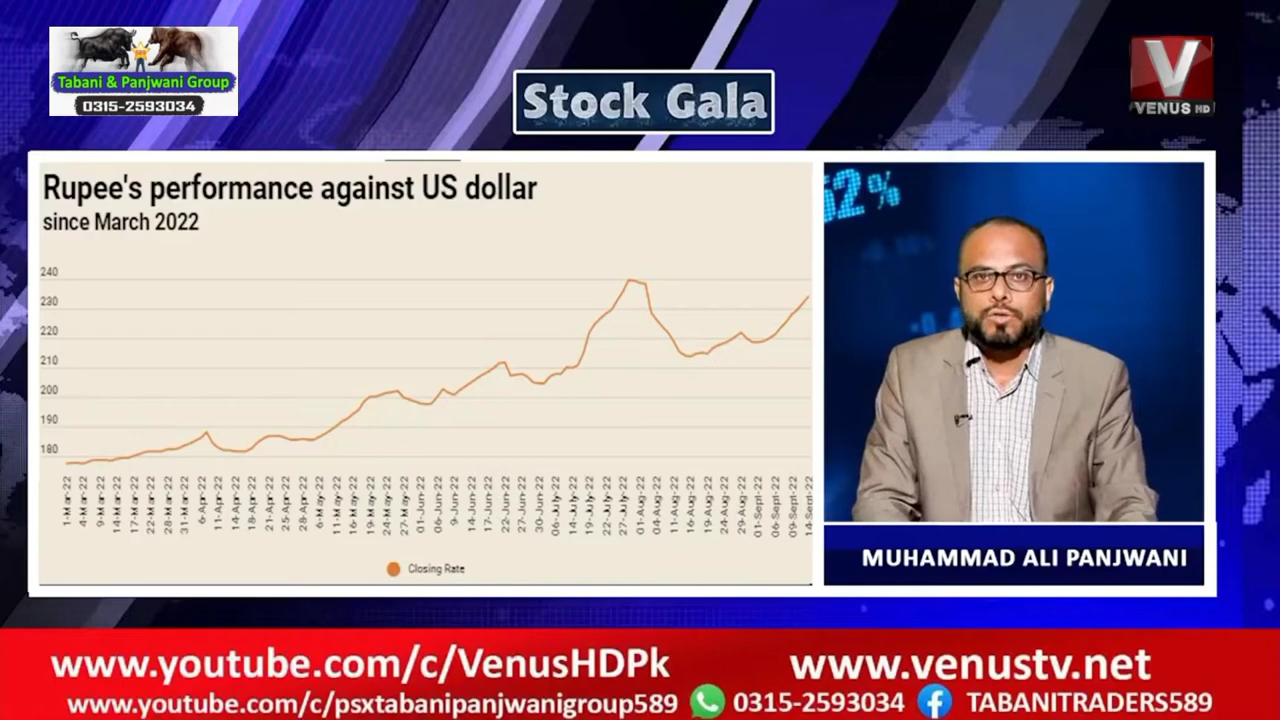 Tabani & Panjwani Group
0315-2593034
Stock Gala
V
VENUS HD
Rupee's performance against US dollar
since March 2022
240
230
220
210
200
190
180
1-Mar-22
4-Mar-22
9-Mar-22
14-Mar-22
17-Mar-22
22-Mar-22
28-Mar-22
31-Mar-22
6-Apr-22
11-Apr-22
14-Apr-22
18-Apr-22
21-Apr-22
25-Apr-22
28-Apr-22
6-May-22
11-May-22
16-May-22
19-May-22
24-May-22
27-May-22
01-Jun-22
06-Jun-22
9-Jun-22
14-Jun-22
17-Jun-22
22-Jun-22
27-Jun-22
30-Jun-22
06-July-22
14-July-22
19-July-22
22-July-22
27-July-22
01-Aug-22
04-Aug-22
11-Aug-22
16-Aug-22
19-Aug-22
24-Aug-22
29-Aug-22
01-Sept-22
06-Sept-22
09-Sept-22
14-Sept-22
Closing Rate
52%
MUHAMMAD ALI PANJWANI
www.youtube.com/c/VenusHDPk
www.venustv.net
www.youtube.com/c/psxtabanipanjwanigroup589
0315-2593034
TABANITRADERS589